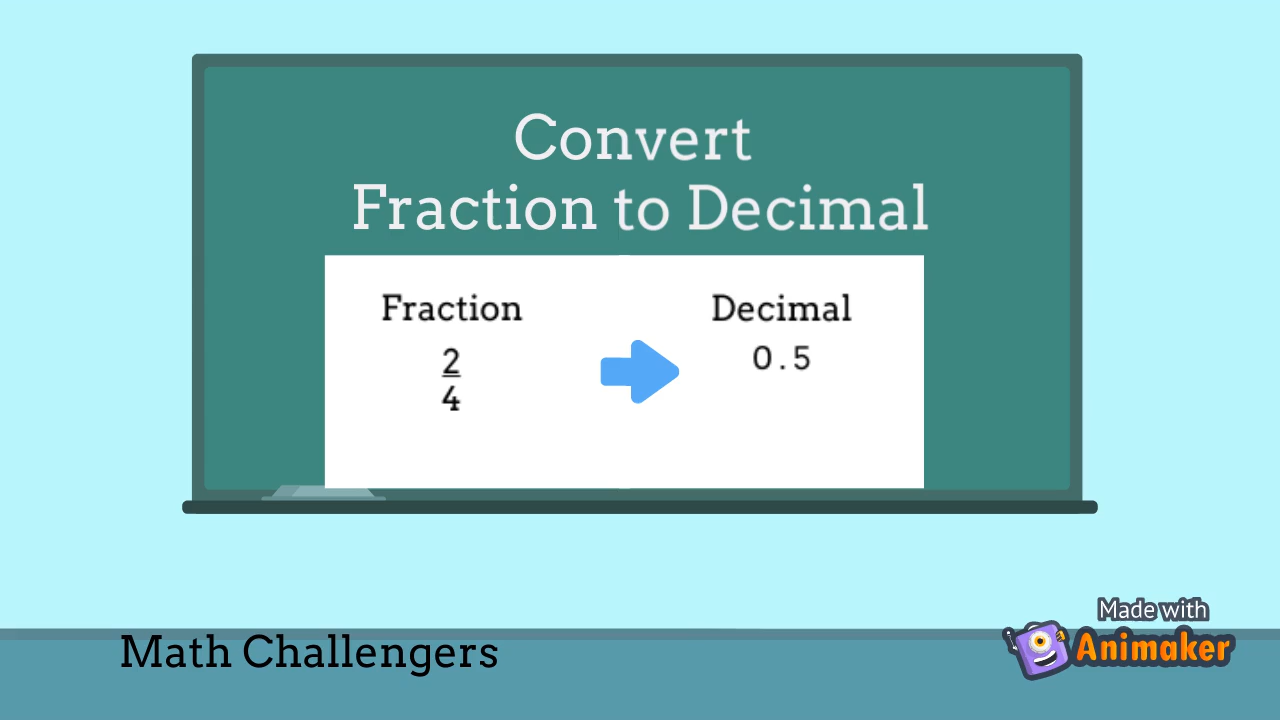 Convert
Fraction to Decimal
Fraction
Decimal
2
4
0.5
Math Challengers
Made with
Animaker